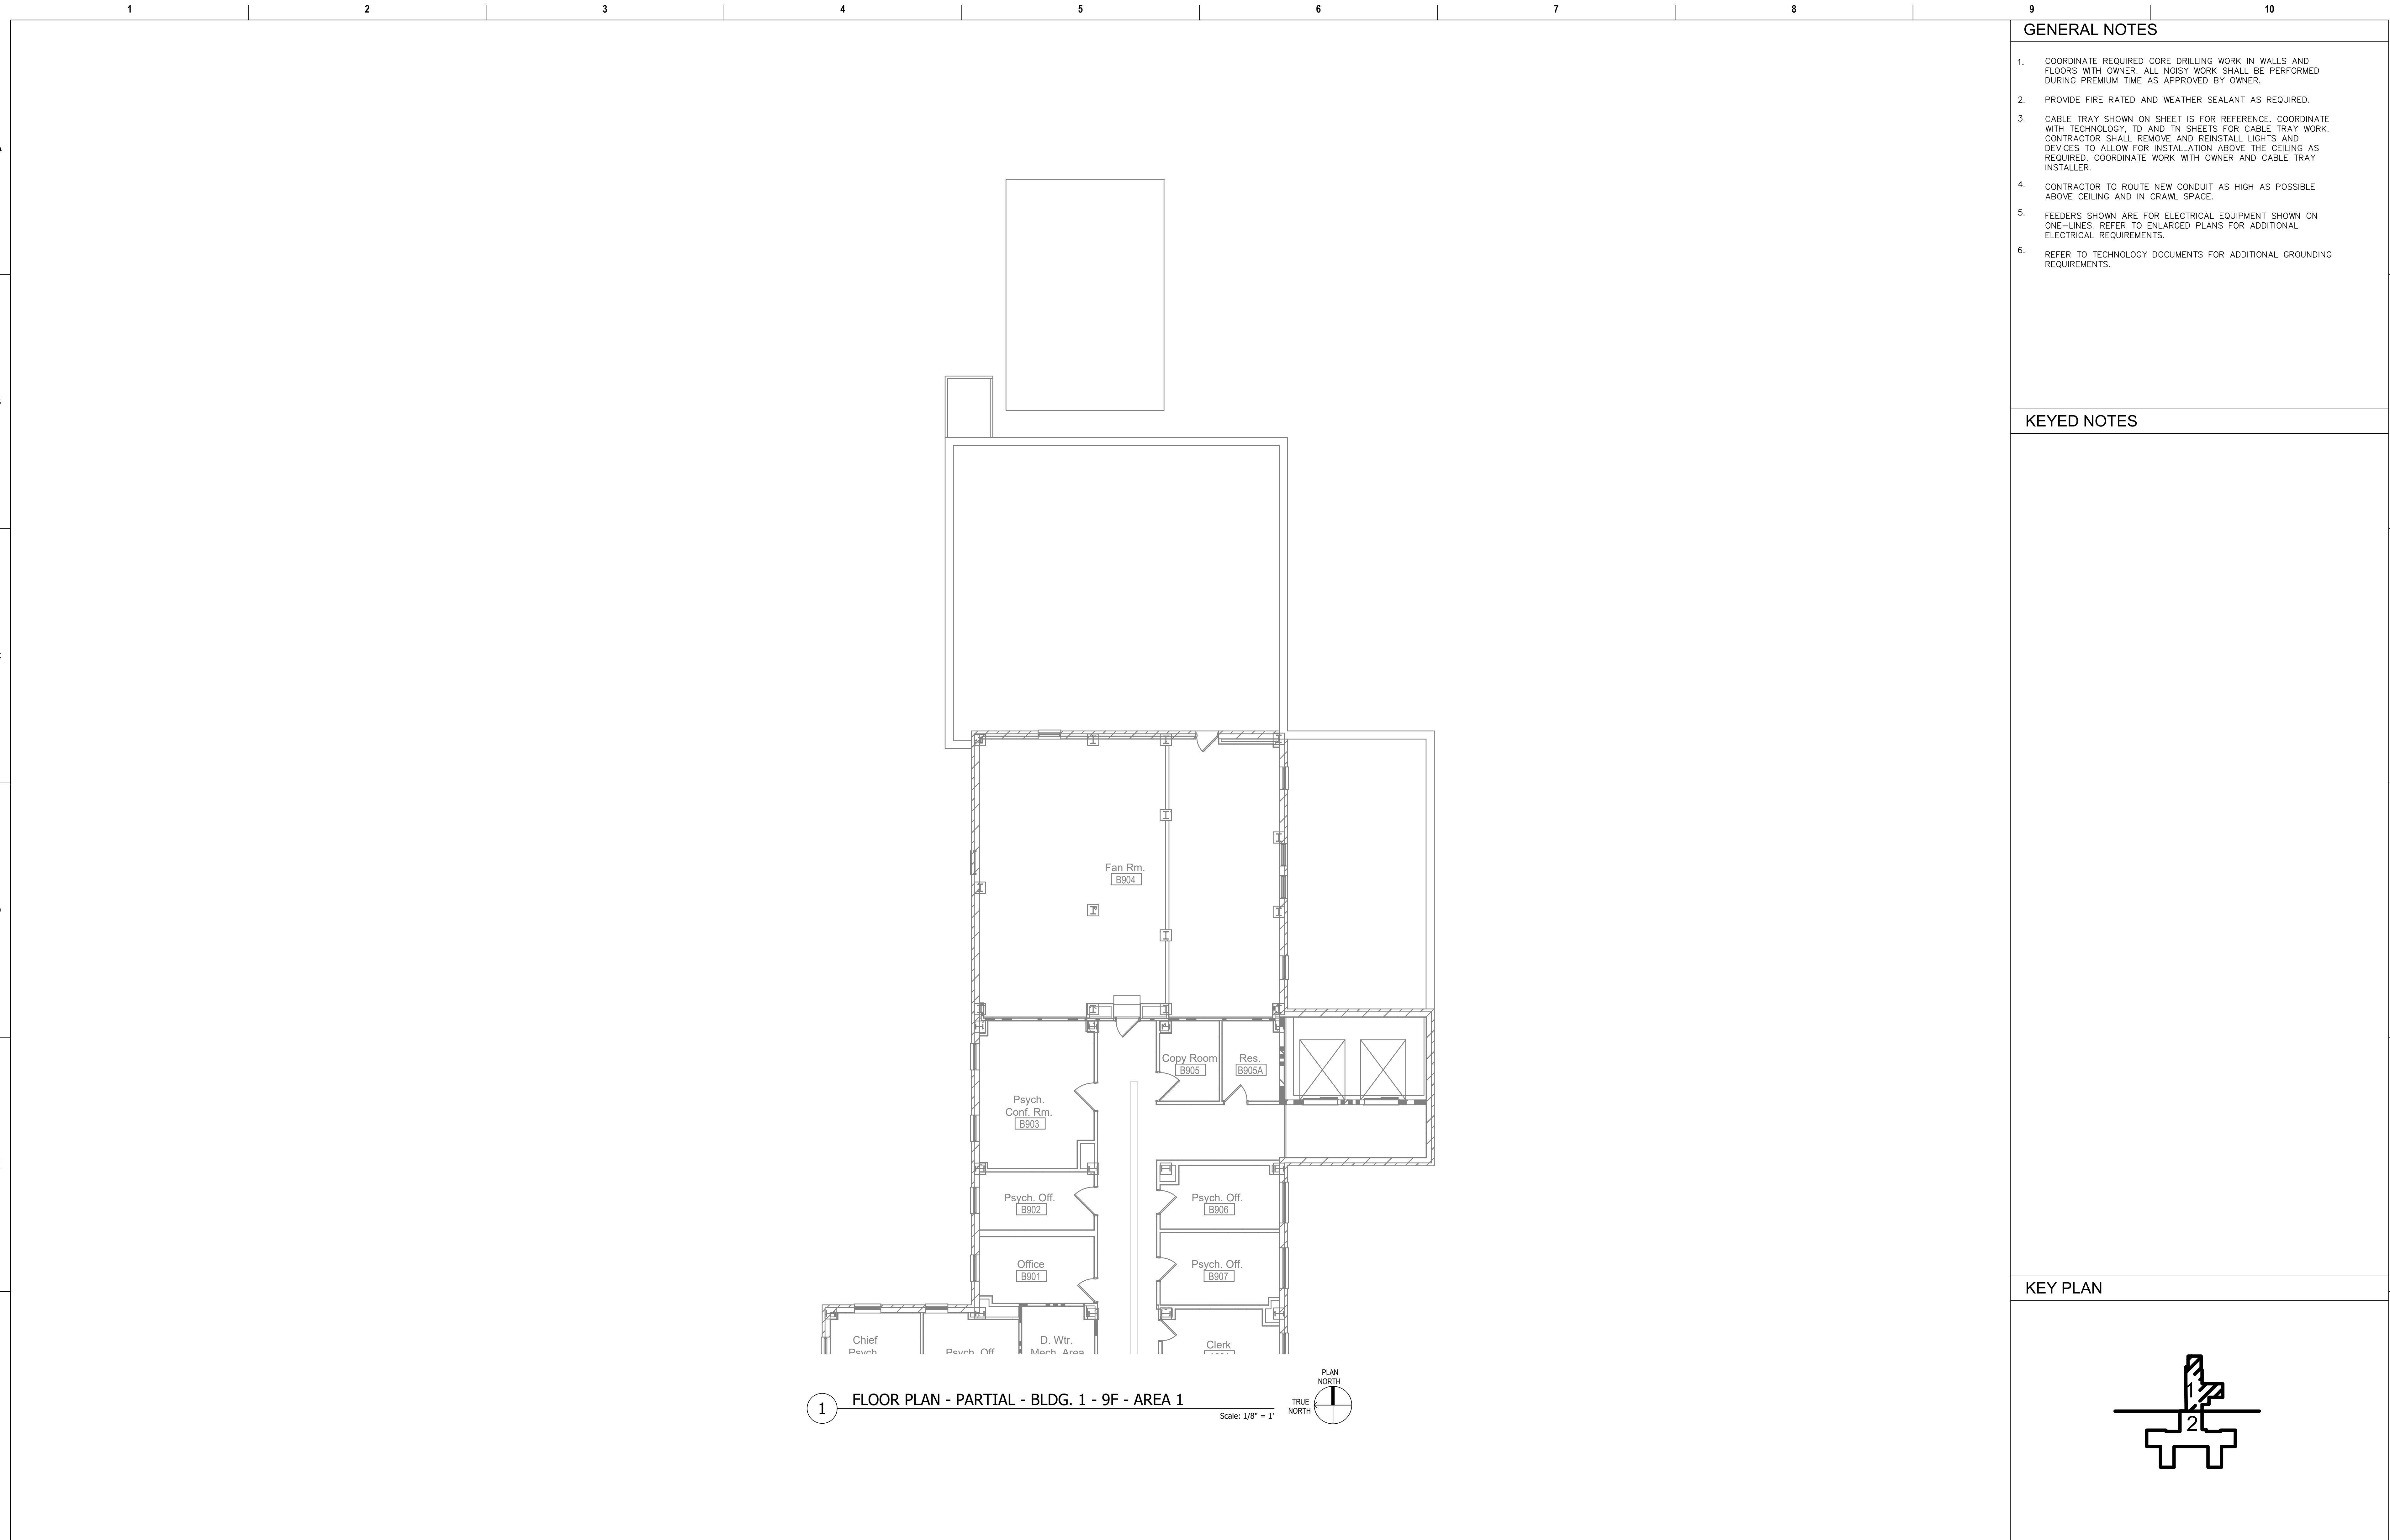 1 2 3 4 5 6 7 8 9 10
GENERAL NOTES
1. COORDINATE REQUIRED CORE DRILLING WORK IN WALLS AND
FLOORS WITH OWNER. ALL NOISY WORK SHALL BE PERFORMED
DURING PREMIUM TIME AS APPROVED BY OWNER.
2. PROVIDE FIRE RATED AND WEATHER SEALANT AS REQUIRED.
3. CABLE TRAY SHOWN ON SHEET IS FOR REFERENCE. COORDINATE
WITH TECHNOLOGY, TD AND TN SHEETS FOR CABLE TRAY WORK.
CONTRACTOR SHALL REMOVE AND REINSTALL LIGHTS AND
DEVICES TO ALLOW FOR INSTALLATION ABOVE THE CEILING AS
REQUIRED. COORDINATE WORK WITH OWNER AND CABLE TRAY
INSTALLER.
4. CONTRACTOR TO ROUTE NEW CONDUIT AS HIGH AS POSSIBLE
ABOVE CEILING AND IN CRAWL SPACE.
5. FEEDERS SHOWN ARE FOR ELECTRICAL EQUIPMENT SHOWN ON
ONE-LINES. REFER TO ENLARGED PLANS FOR ADDITIONAL
ELECTRICAL REQUIREMENTS.
6. REFER TO TECHNOLOGY DOCUMENTS FOR ADDITIONAL GROUNDING
REQUIREMENTS.
KEYED NOTES
Fan Rm.
B904
Copy Room
B905
Res.
B905A
Psych.
Conf. Rm.
B903
Psych. Off.
B902
Psych. Off.
B906
Office
B901
Psych. Off.
B907
Chief
Psych.
Psych. Off.
D. Wtr.
Mech. Area
Clerk
1 FLOOR PLAN - PARTIAL - BLDG. 1 - 9F - AREA 1
Scale: 1/8" = 1'
PLAN
NORTH
TRUE
NORTH
KEY PLAN
1
2